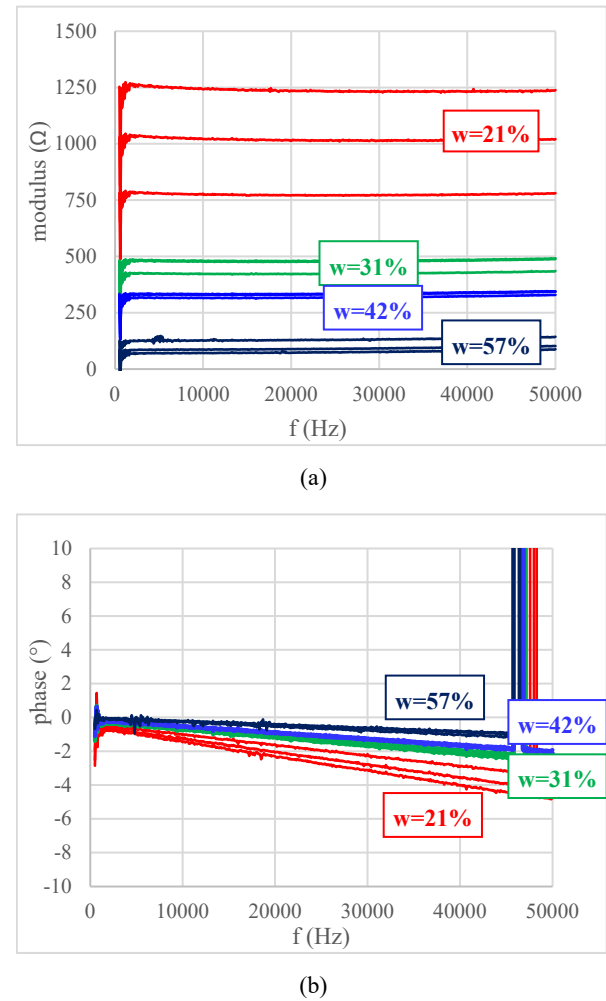 1500
1250
1000
750
500
250
0
modulus (Ω)
w=21%
w=31%
w=42%
w=57%
0 10000 20000 30000 40000 50000
f (Hz)
(a)
10
8
6
4
2
0
-2
-4
-6
-8
-10
phase (°)
w=57%
w=42%
w=31%
w=21%
0 10000 20000 30000 40000 50000
f (Hz)
(b)